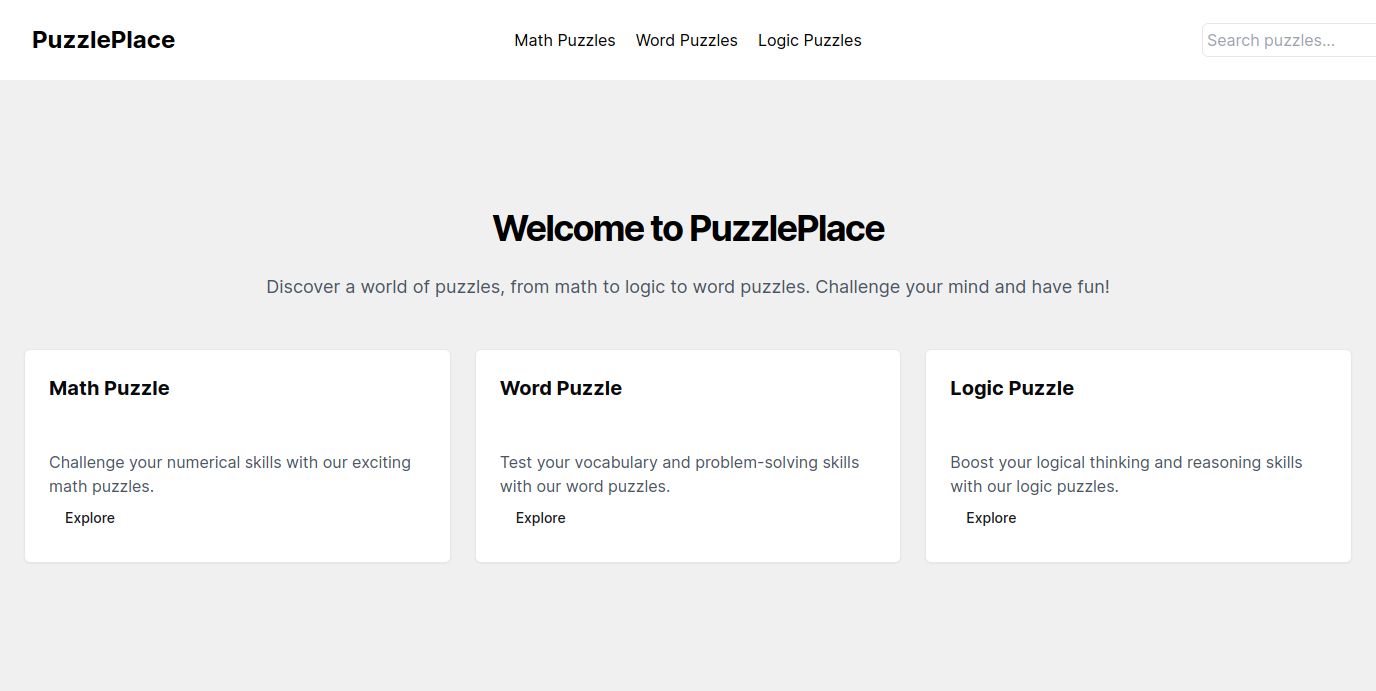 PuzzlePlace
Math Puzzles Word Puzzles Logic Puzzles
Search puzzles...
Welcome to PuzzlePlace
Discover a world of puzzles, from math to logic to word puzzles. Challenge your mind and have fun!
Math Puzzle
Challenge your numerical skills with our exciting
math puzzles.
Explore
Word Puzzle
Test your vocabulary and problem-solving skills
with our word puzzles.
Explore
Logic Puzzle
Boost your logical thinking and reasoning skills
with our logic puzzles.
Explore